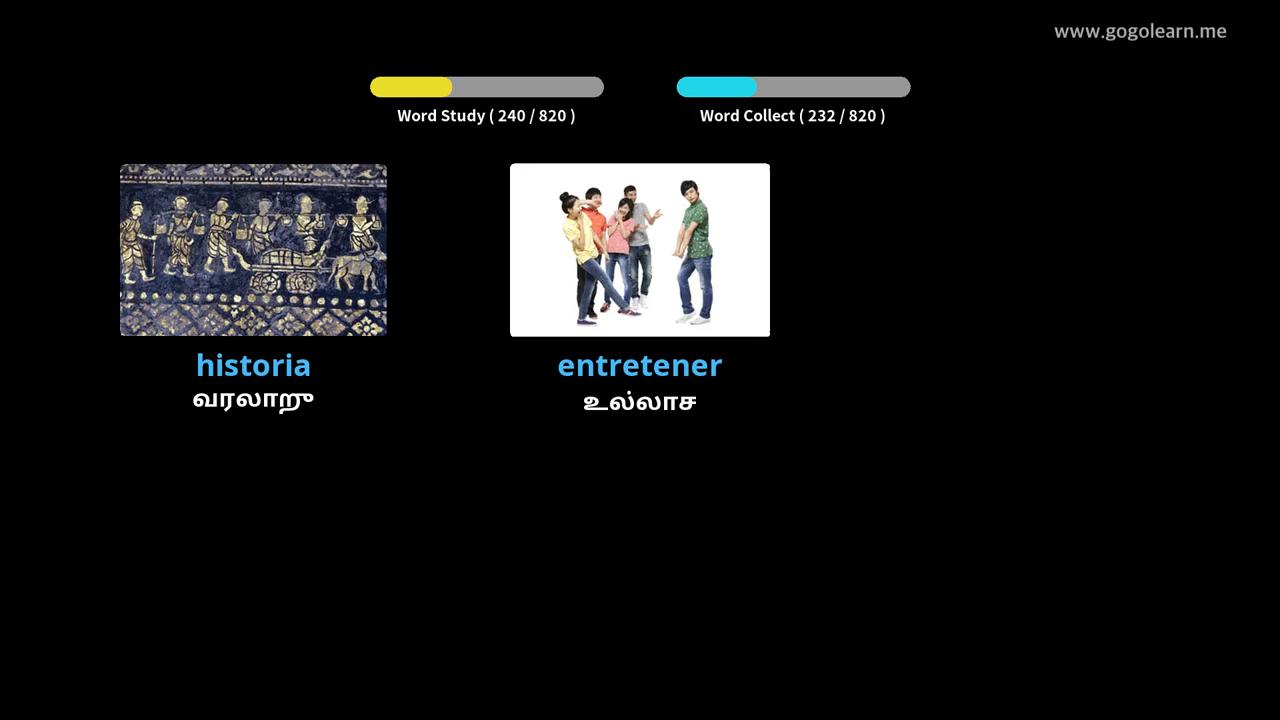 www.gogolearn.me
Word Study ( 240 / 820 )
Word Collect ( 232 / 820 )
historia
வரலாறு
entretener
உல்லாச